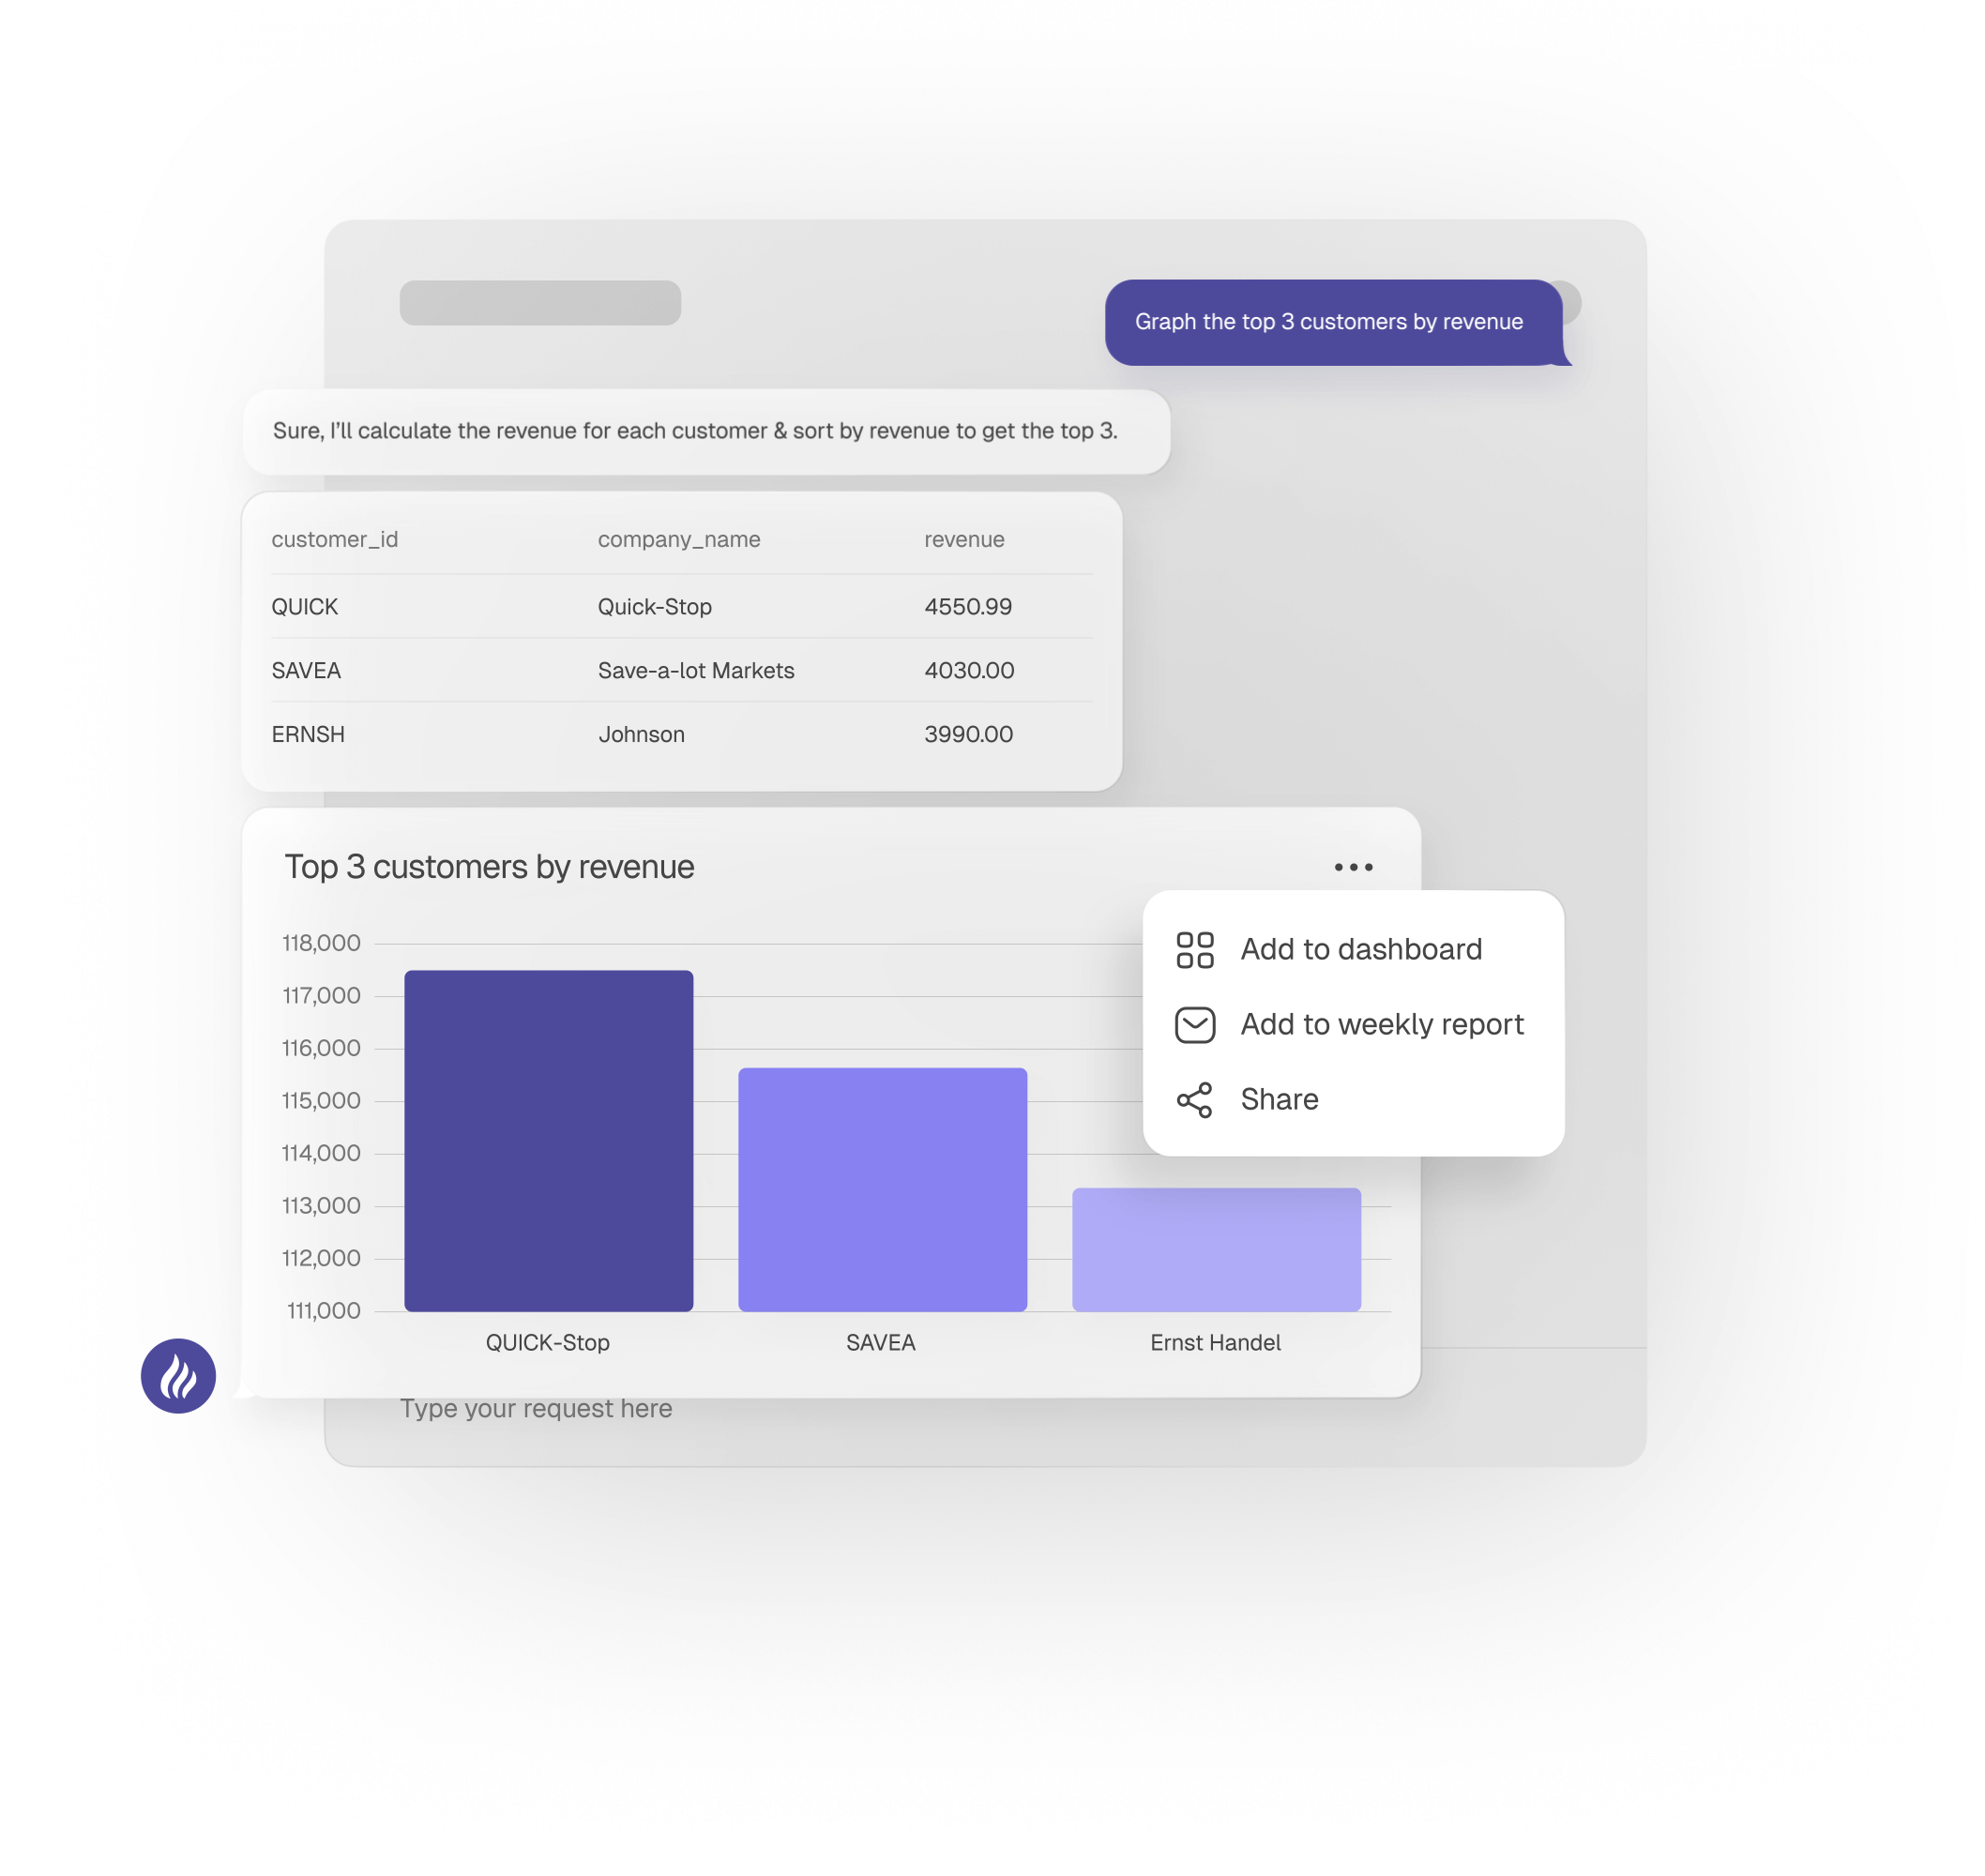 Graph the top 3 customers by revenue
Sure, I’ll calculate the revenue for each customer & sort by revenue to get the top 3.
customer_id company_name revenue
QUICK Quick-Stop 4550.99
SAVEA Save-a-lot Markets 4030.00
ERNSH Johnson 3990.00
Top 3 customers by revenue
Add to dashboard
Add to weekly report
Share
118,000
117,000
116,000
115,000
114,000
113,000
112,000
111,000
QUICK-Stop SAVEA Ernst Handel
Type your request here